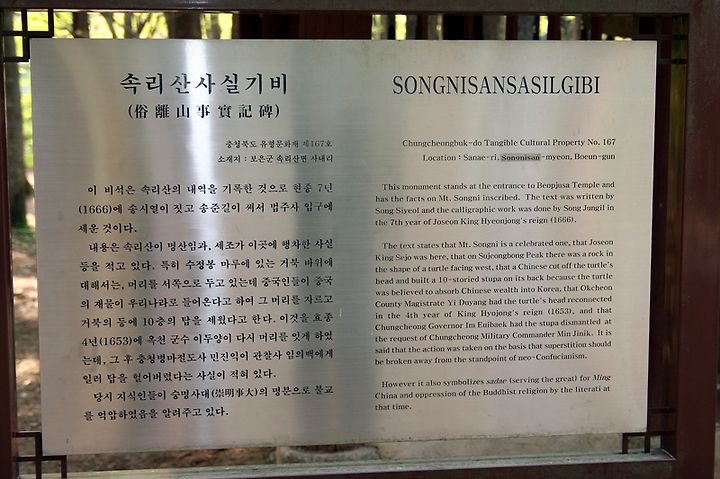 속리산사실기비
(俗離山事實記碑)
충청북도 유형문화재 제167호
소재지 : 보은군 속리산면 사내리
이 비석은 속리산의 내역을 기록한 것으로 현종 7년
(1666)에 송시열이 짓고 송준길이 써서 법주사 입구에
세운 것이다.
내용은 속리산이 명산임과, 세조가 이곳에 행차한 사실
등을 적고 있다. 특히 수정봉 마루에 있는 거북 바위에
대해서는, 머리를 서쪽으로 두고 있는데 중국인들이 중국
의 재물이 우리나라로 들어온다고 하여 그 머리를 자르고
거북의 등에 10층의 탑을 세웠다고 한다. 이것을 효종
4년(1653)에 옥천 군수 이두양이 다시 머리를 잇게 하였
는데, 그 후 충청병마절도사 민진익이 관찰사 임의백에게
일러 탑을 헐어버렸다는 사실이 적혀 있다.
당시 지식인들이 숭명사대(崇明事大)의 명분으로 불교
를 억압하였음을 알려주고 있다.
SONGNISANSASILGIBI
Chungcheongbuk-do Tangible Cultural Property No. 167
Location : Sanae-ri, Songnisan-myeon, Boeun-gun
This monument stands at the entrance to Beopjusa Temple and
has the facts on Mt. Songni inscribed. The text was written by
Song Siyeol and the calligraphic work was done by Song Jungil in
the 7th year of Joseon King Hyeonjong's reign (1666).
The text states that Mt. Songni is a celebrated one, that Joseon
King Sejo was here, that on Sujeongbong Peak there was a rock in
the shape of a turtle facing west, that a Chinese cut off the turtle's
head and built a 10-storied stupa on its back because the turtle
was believed to absorb Chinese wealth into Korea, that Okcheon
County Magistrate Yi Duyang had the turtle's head reconnected
in the 4th year of King Hyojong's reign (1653), and that
Chungcheong Governor Im Euibaek had the stupa dismantled at
the request of Chungcheong Military Commander Min Jinik. It is
said that the action was taken on the basis that superstition should
be broken away from the standpoint of neo-Confucianism.
However it also symbolizes sadae (serving the great) for Ming
China and oppression of the Buddhist religion by the literati at
that time.